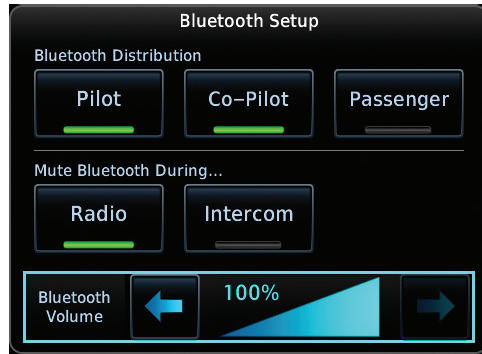 Bluetooth Setup
Bluetooth Distribution
Pilot
Co-Pilot
Passenger
Mute Bluetooth During...
Radio
Intercom
Bluetooth
Volume
100%